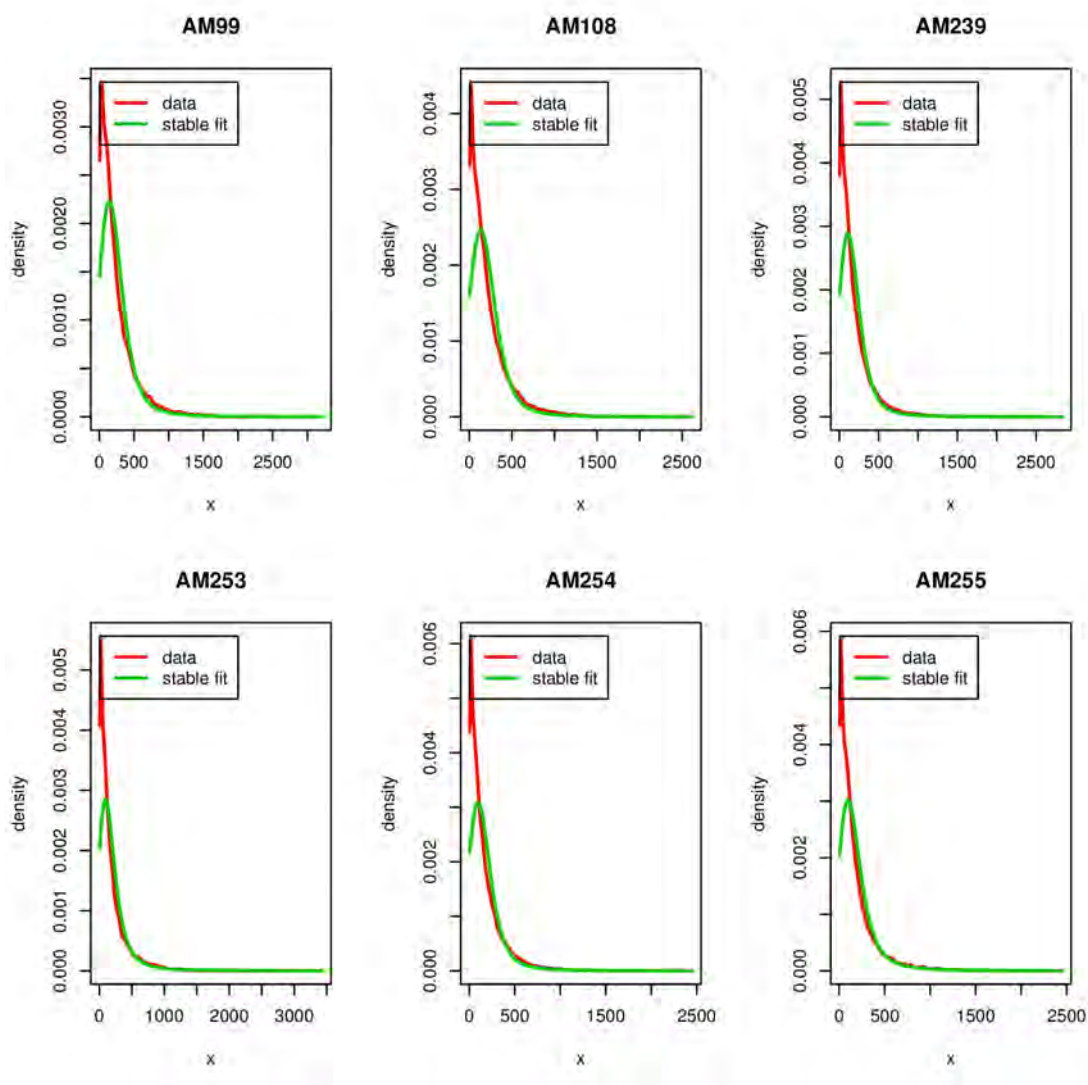 AM99
data
stable fit
density
0.0000
0.0010
0.0020
0.0030
0
500
1500
2500
x
AM108
data
stable fit
density
0.000
0.001
0.002
0.003
0.004
0
500
1500
2500
x
AM239
data
stable fit
density
0.000
0.001
0.002
0.003
0.004
0.005
0
500
1500
2500
x
AM253
data
stable fit
density
0.000
0.001
0.002
0.003
0.004
0.005
0
1000
2000
3000
x
AM254
data
stable fit
density
0.000
0.002
0.004
0.006
0
500
1500
2500
x
AM255
data
stable fit
density
0.000
0.002
0.004
0.006
0
500
1500
2500
x